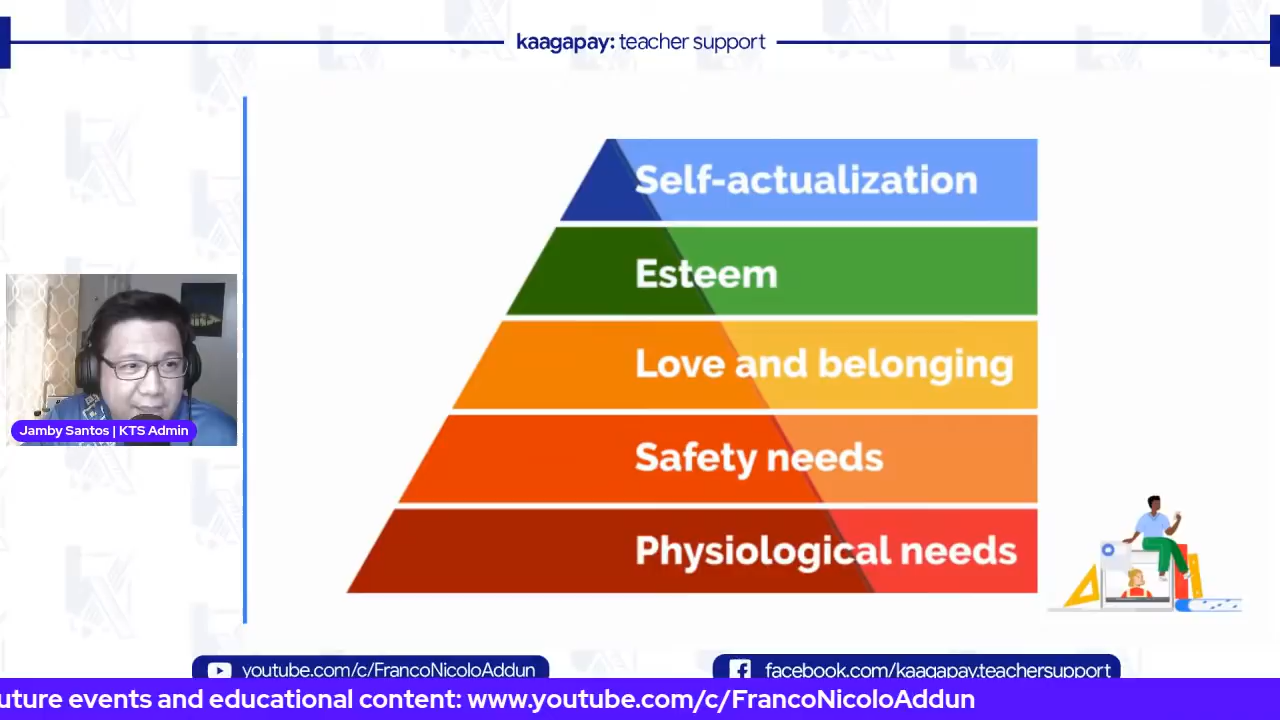 kaagapay: teacher support
Self-actualization
Esteem
Love and belonging
Safety needs
Physiological needs
Jamby Santos | KTS Admin
youtube.com/c/FrancoNicoloAddun
facebook.com/kaagapay.teachersupport
uture events and educational content: www.youtube.com/c/FrancoNicoloAddun